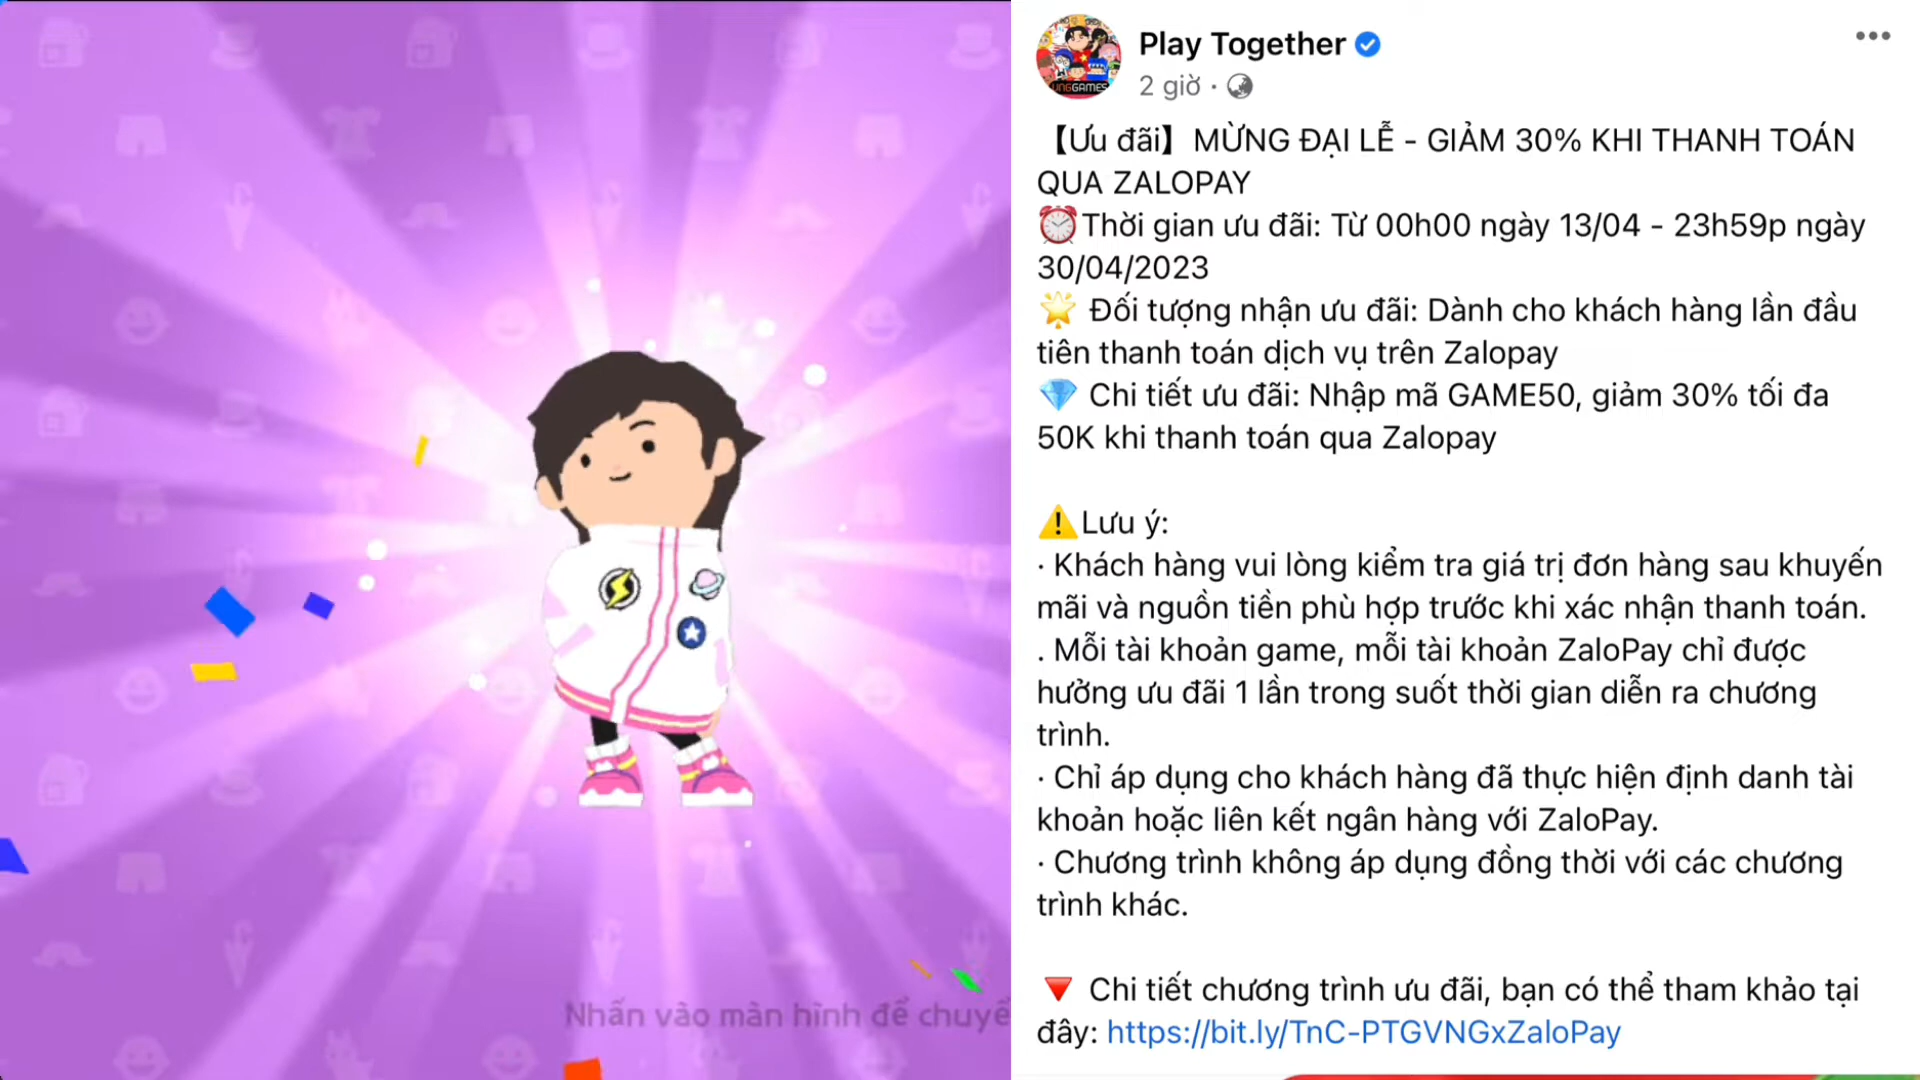 Play Together
2 giờ ·
VNGGAMES
【Ưu đãi】MỪNG ĐẠI LỄ - GIẢM 30% KHI THANH TOÁN
QUA ZALOPAY
⏰Thời gian ưu đãi: Từ 00h00 ngày 13/04 - 23h59p ngày
30/04/2023
🌟 Đối tượng nhận ưu đãi: Dành cho khách hàng lần đầu
tiên thanh toán dịch vụ trên Zalopay
💎 Chi tiết ưu đãi: Nhập mã GAME50, giảm 30% tối đa
50K khi thanh toán qua Zalopay
⚠️Lưu ý:
· Khách hàng vui lòng kiểm tra giá trị đơn hàng sau khuyến
mãi và nguồn tiền phù hợp trước khi xác nhận thanh toán.
. Mỗi tài khoản game, mỗi tài khoản ZaloPay chỉ được
hưởng ưu đãi 1 lần trong suốt thời gian diễn ra chương
trình.
· Chỉ áp dụng cho khách hàng đã thực hiện định danh tài
khoản hoặc liên kết ngân hàng với ZaloPay.
· Chương trình không áp dụng đồng thời với các chương
trình khác.
🔻 Chi tiết chương trình ưu đãi, bạn có thể tham khảo tại
đây: https://bit.ly/TnC-PTGVNGxZaloPay
Nhấn vào màn hình để chuyể